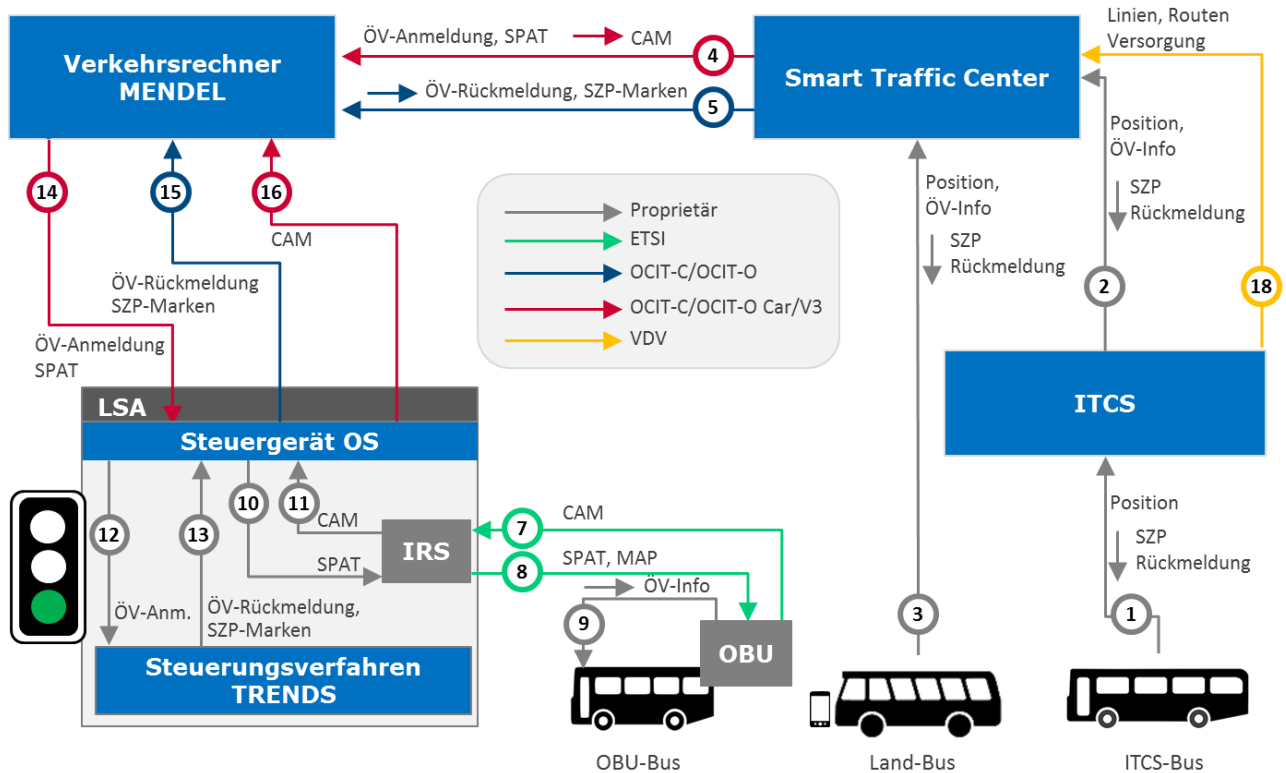 Verkehrsrechner
MENDEL
ÖV-Anmeldung, SPAT
CAM
4
ÖV-Rückmeldung, SZP-Marken
5
Smart Traffic Center
Linien, Routen
Versorgung
Position,
ÖV-Info
SZP
Rückmeldung
2
18
Position,
ÖV-Info
SZP
Rückmeldung
14
15
16
CAM
ÖV-Rückmeldung
SZP-Marken
ÖV-Anmeldung
SPAT
Proprietär
ETSI
OCIT-C/OCIT-O
OCIT-C/OCIT-O Car/V3
VDV
LSA
Steuergerät OS
ITCS
12
13
10
11
CAM
SPAT
IRS
7
CAM
8
SPAT, MAP
ÖV-Info
9
OBU
ÖV-Anm.
ÖV-Rückmeldung,
SZP-Marken
Steuerungsverfahren
TRENDS
3
Position
SZP
Rückmeldung
1
OBU-Bus
Land-Bus
ITCS-Bus